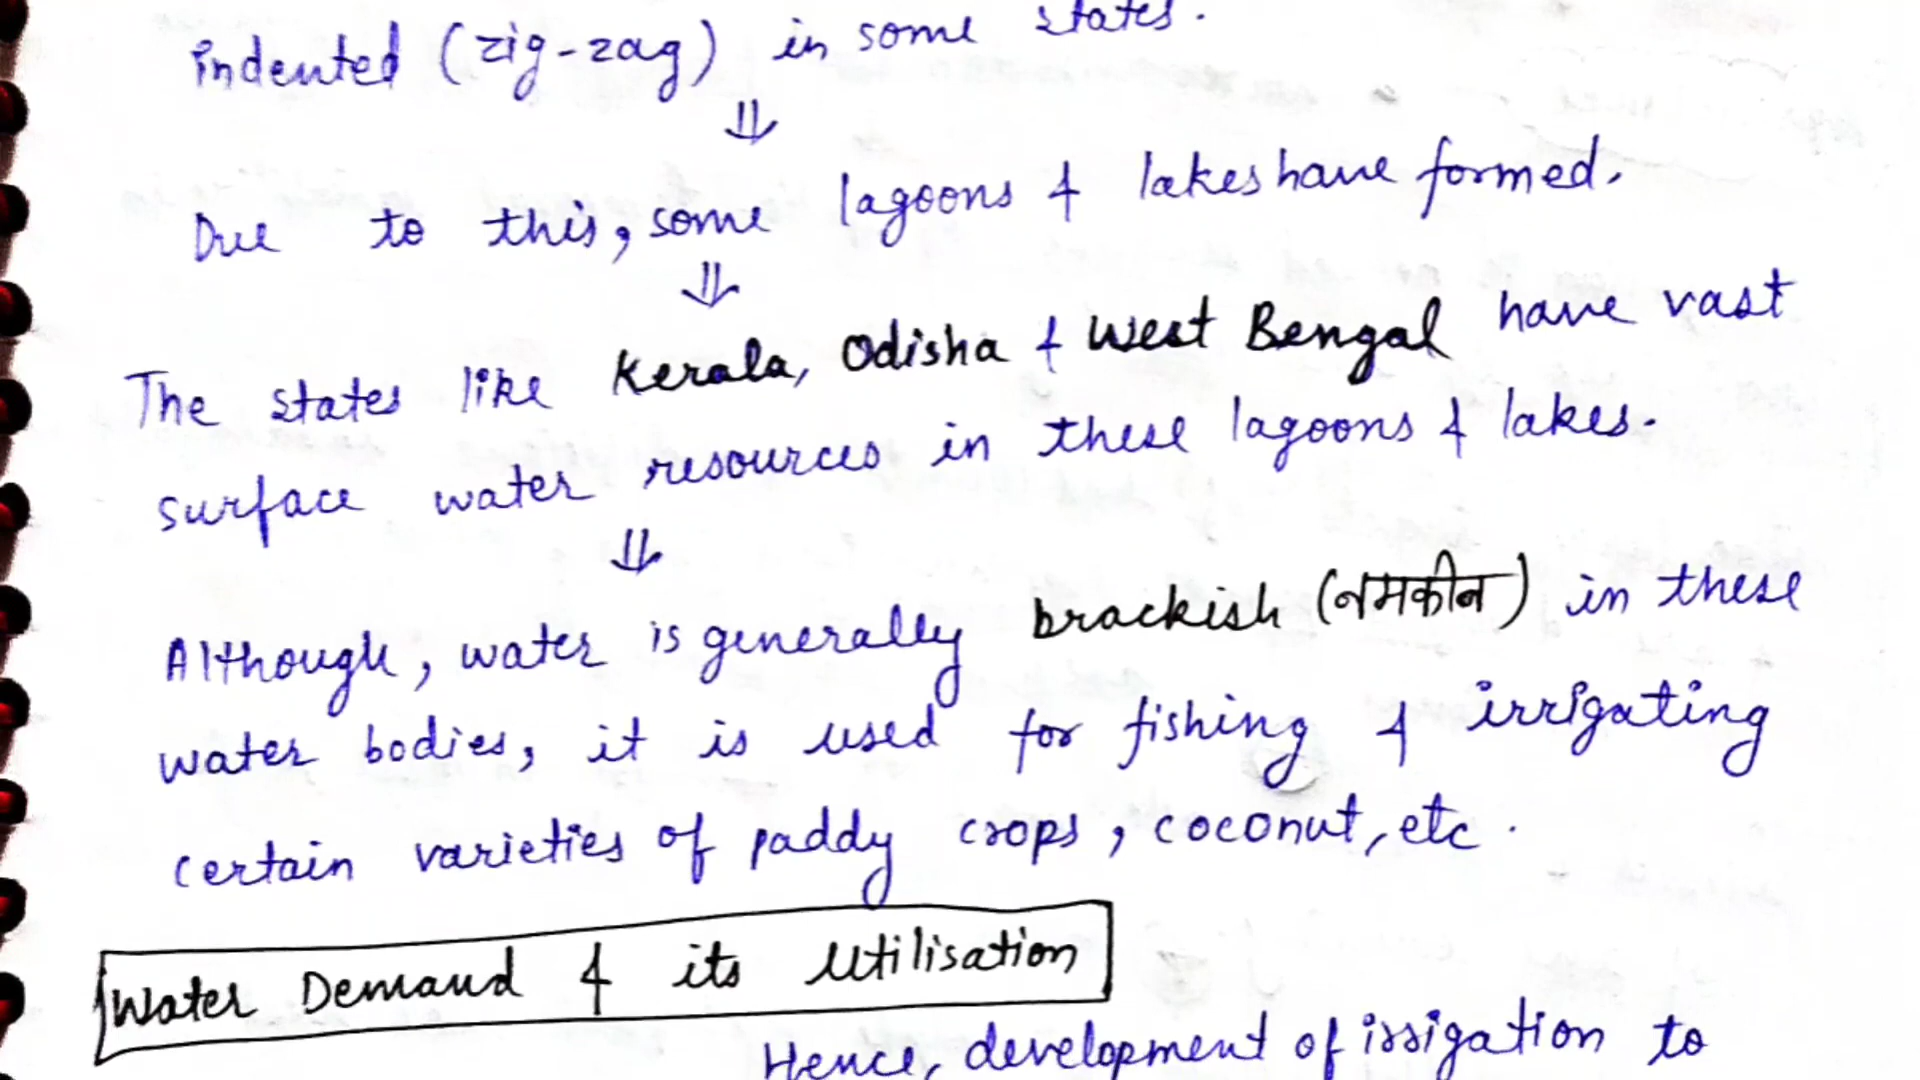 indented (zig-zag) in some states.
⇓
Due to this, some lagoons & lakes have formed.
⇓
The states like Kerala, Odisha & West Bengal have vast
surface water resources in these lagoons & lakes.
⇓
Although, water is generally brackish (नमकीन) in these
water bodies, it is used for fishing & irrigating
certain varieties of paddy crops, coconut, etc.
Water Demand & its Utilisation
Hence, development of irrigation to